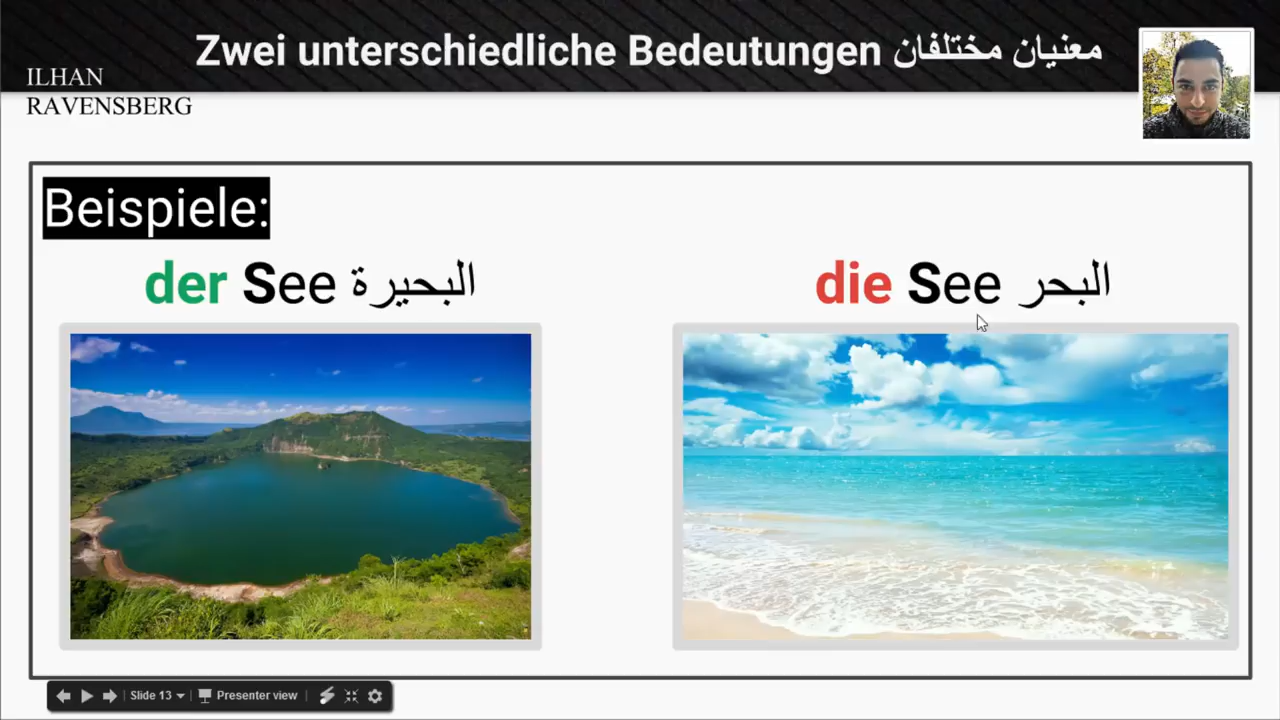 Zwei unterschiedliche Bedeutungen معنيان مختلفان
ILHAN
RAVENSBERG
Beispiele:
der See البحيرة
die See البحر
Slide 13
Presenter view